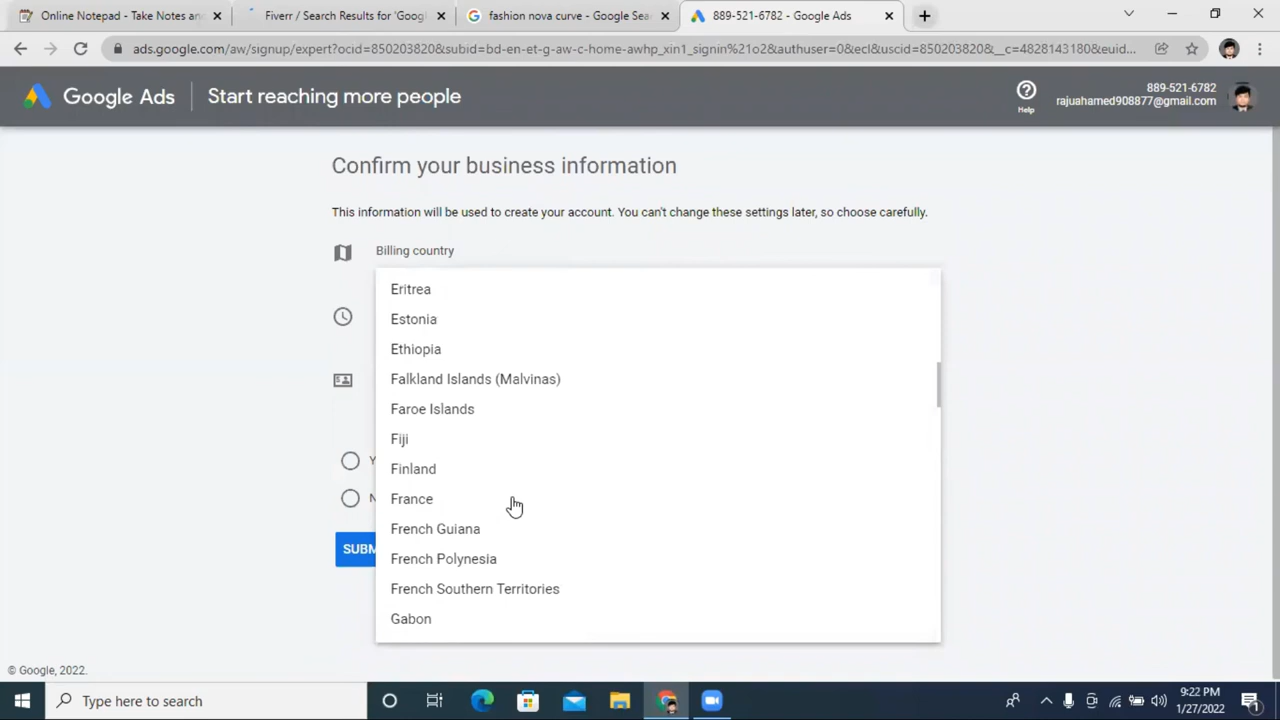 Online Notepad - Take Notes and
Fiverr / Search Results for 'Googl
fashion nova curve - Google Sea
889-521-6782 - Google Ads
ads.google.com/aw/signup/expert?ocid=850203820&subid=bd-en-et-g-aw-c-home-awhp_xin1_signin%21o2&authuser=0&ecl&uscid=850203820&__c=4828143180&euid...
Google Ads
Start reaching more people
Help
889-521-6782
rajuahamed908877@gmail.com
Confirm your business information
This information will be used to create your account. You can't change these settings later, so choose carefully.
Billing country
Eritrea
Estonia
Ethiopia
Falkland Islands (Malvinas)
Faroe Islands
Fiji
Finland
France
French Guiana
French Polynesia
French Southern Territories
Gabon
Y
N
SUBM
© Google, 2022.
Type here to search
9:22 PM
1/27/2022
1